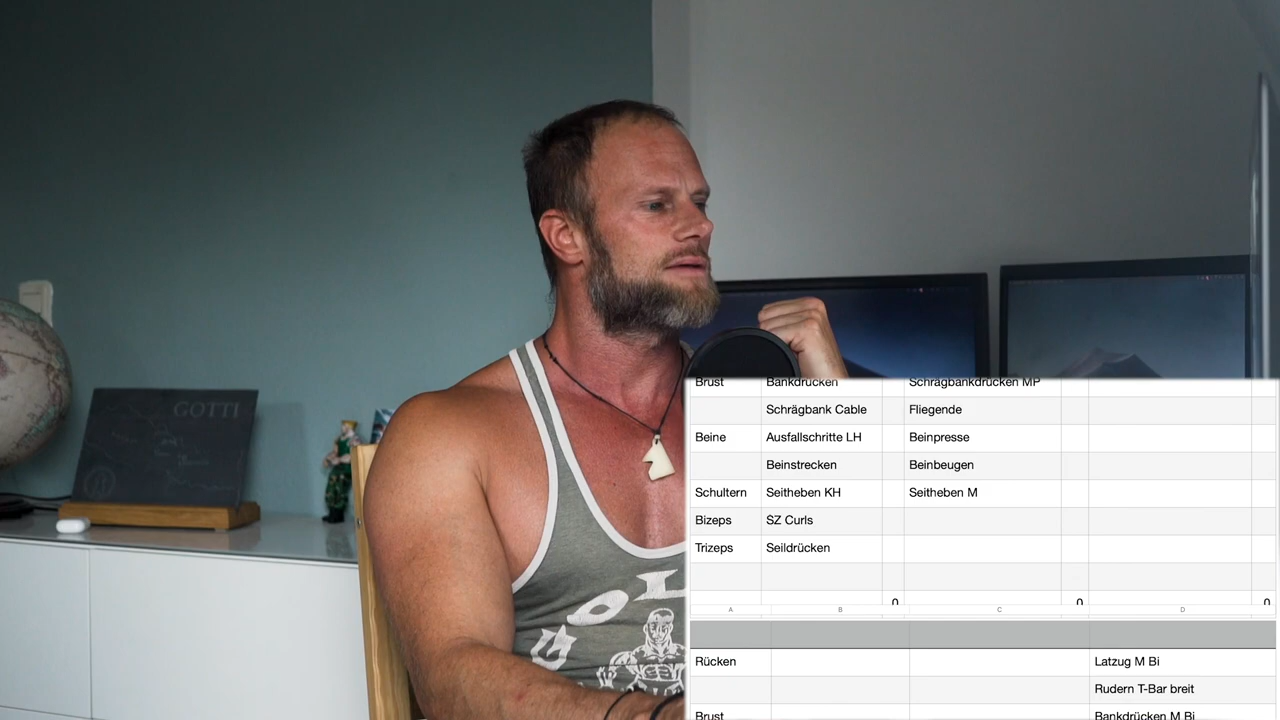 GOTTI
GOL
Brust Bankdrücken Schrägbankdrücken MP
Schrägbank Cable Fliegende
Beine Ausfallschritte LH Beinpresse
Beinstrecken Beinbeugen
Schultern Seitheben KH Seitheben M
Bizeps SZ Curls
Trizeps Seildrücken
0 0 0
A B C D
Rücken Latzug M Bi
Rudern T-Bar breit
Brust Bankdrücken M Bi